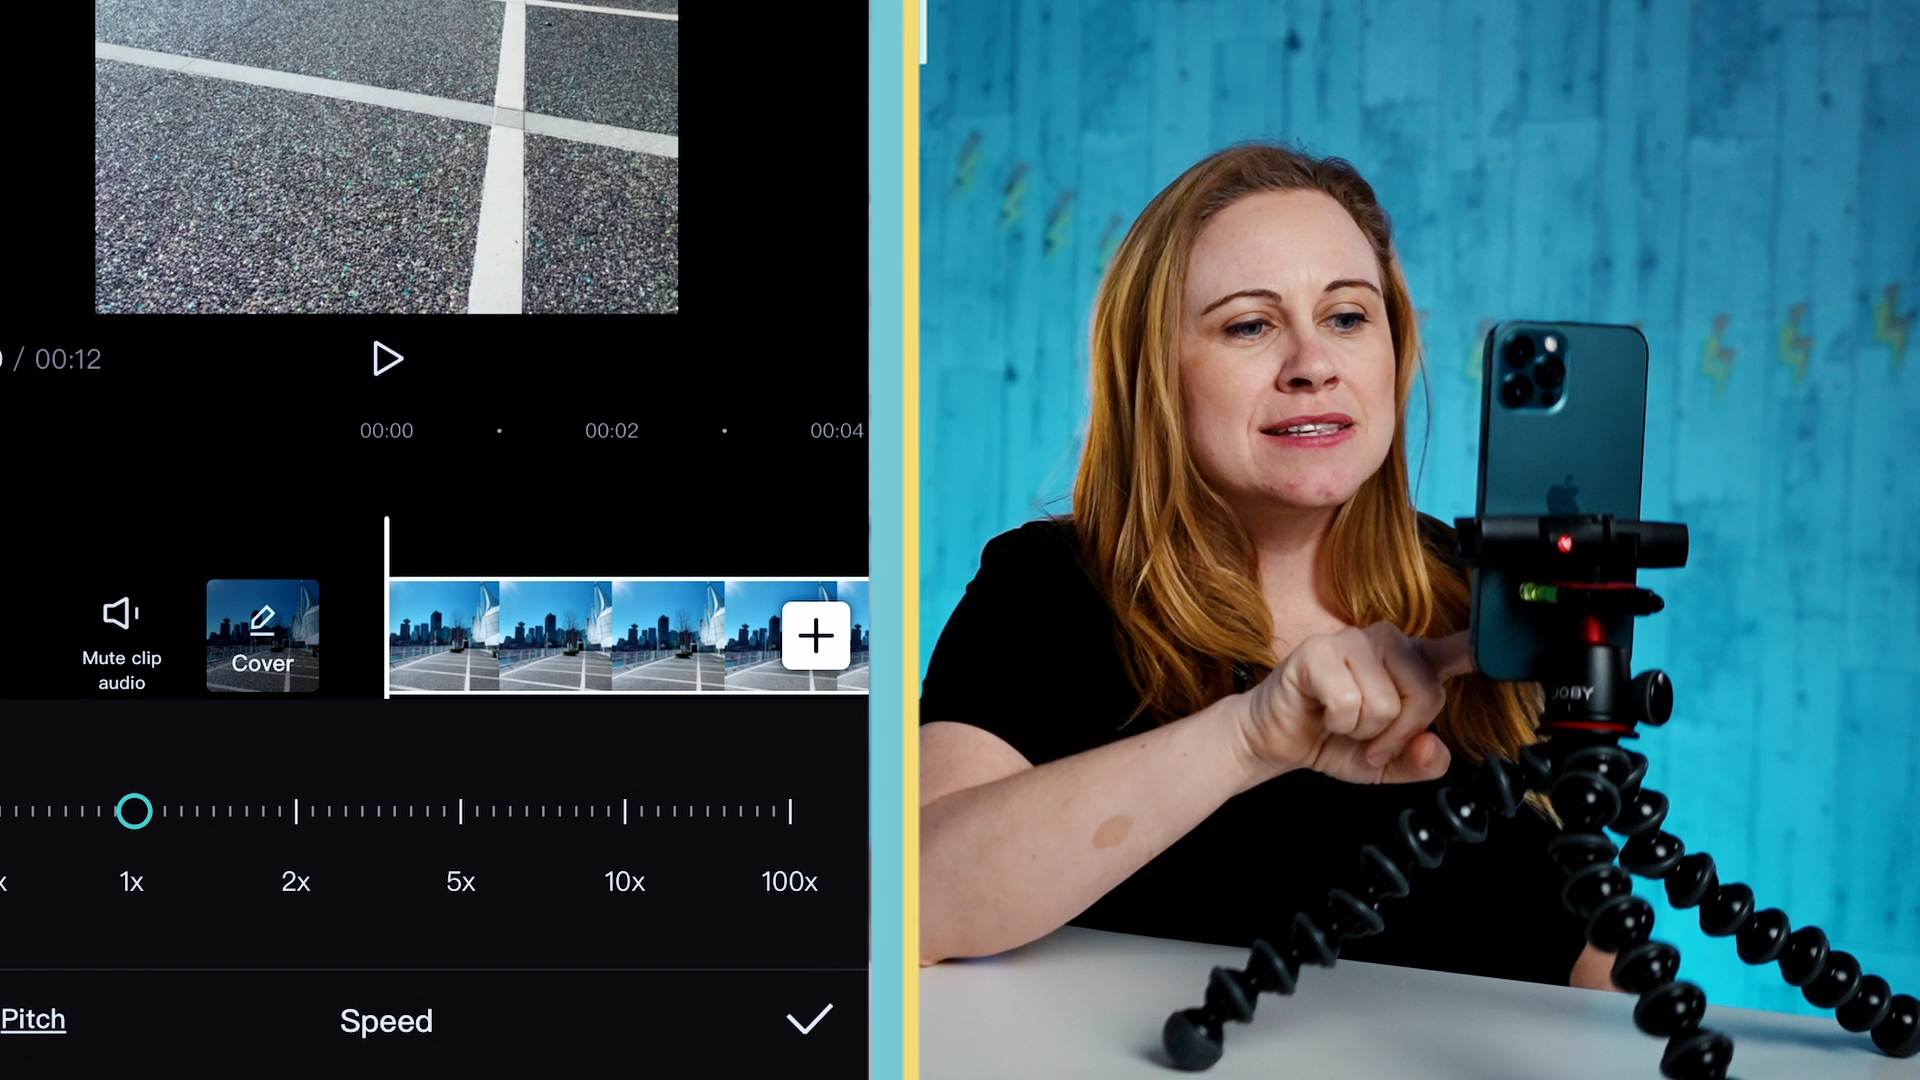 / 00:12
00:00
00:02
00:04
Mute clip
audio
Cover
1x
2x
5x
10x
100x
Pitch
Speed
JOBY